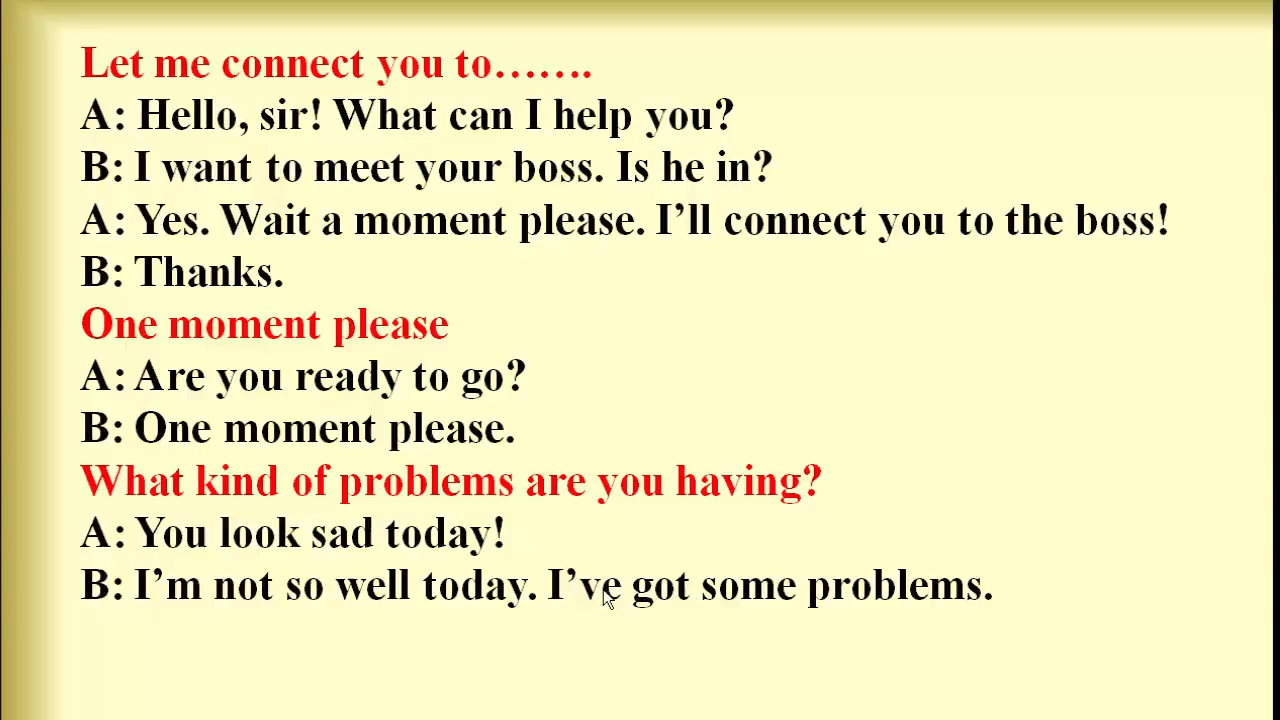 Let me connect you to…….
A: Hello, sir! What can I help you?
B: I want to meet your boss. Is he in?
A: Yes. Wait a moment please. I’ll connect you to the boss!
B: Thanks.
One moment please
A: Are you ready to go?
B: One moment please.
What kind of problems are you having?
A: You look sad today!
B: I’m not so well today. I’ve got some problems.